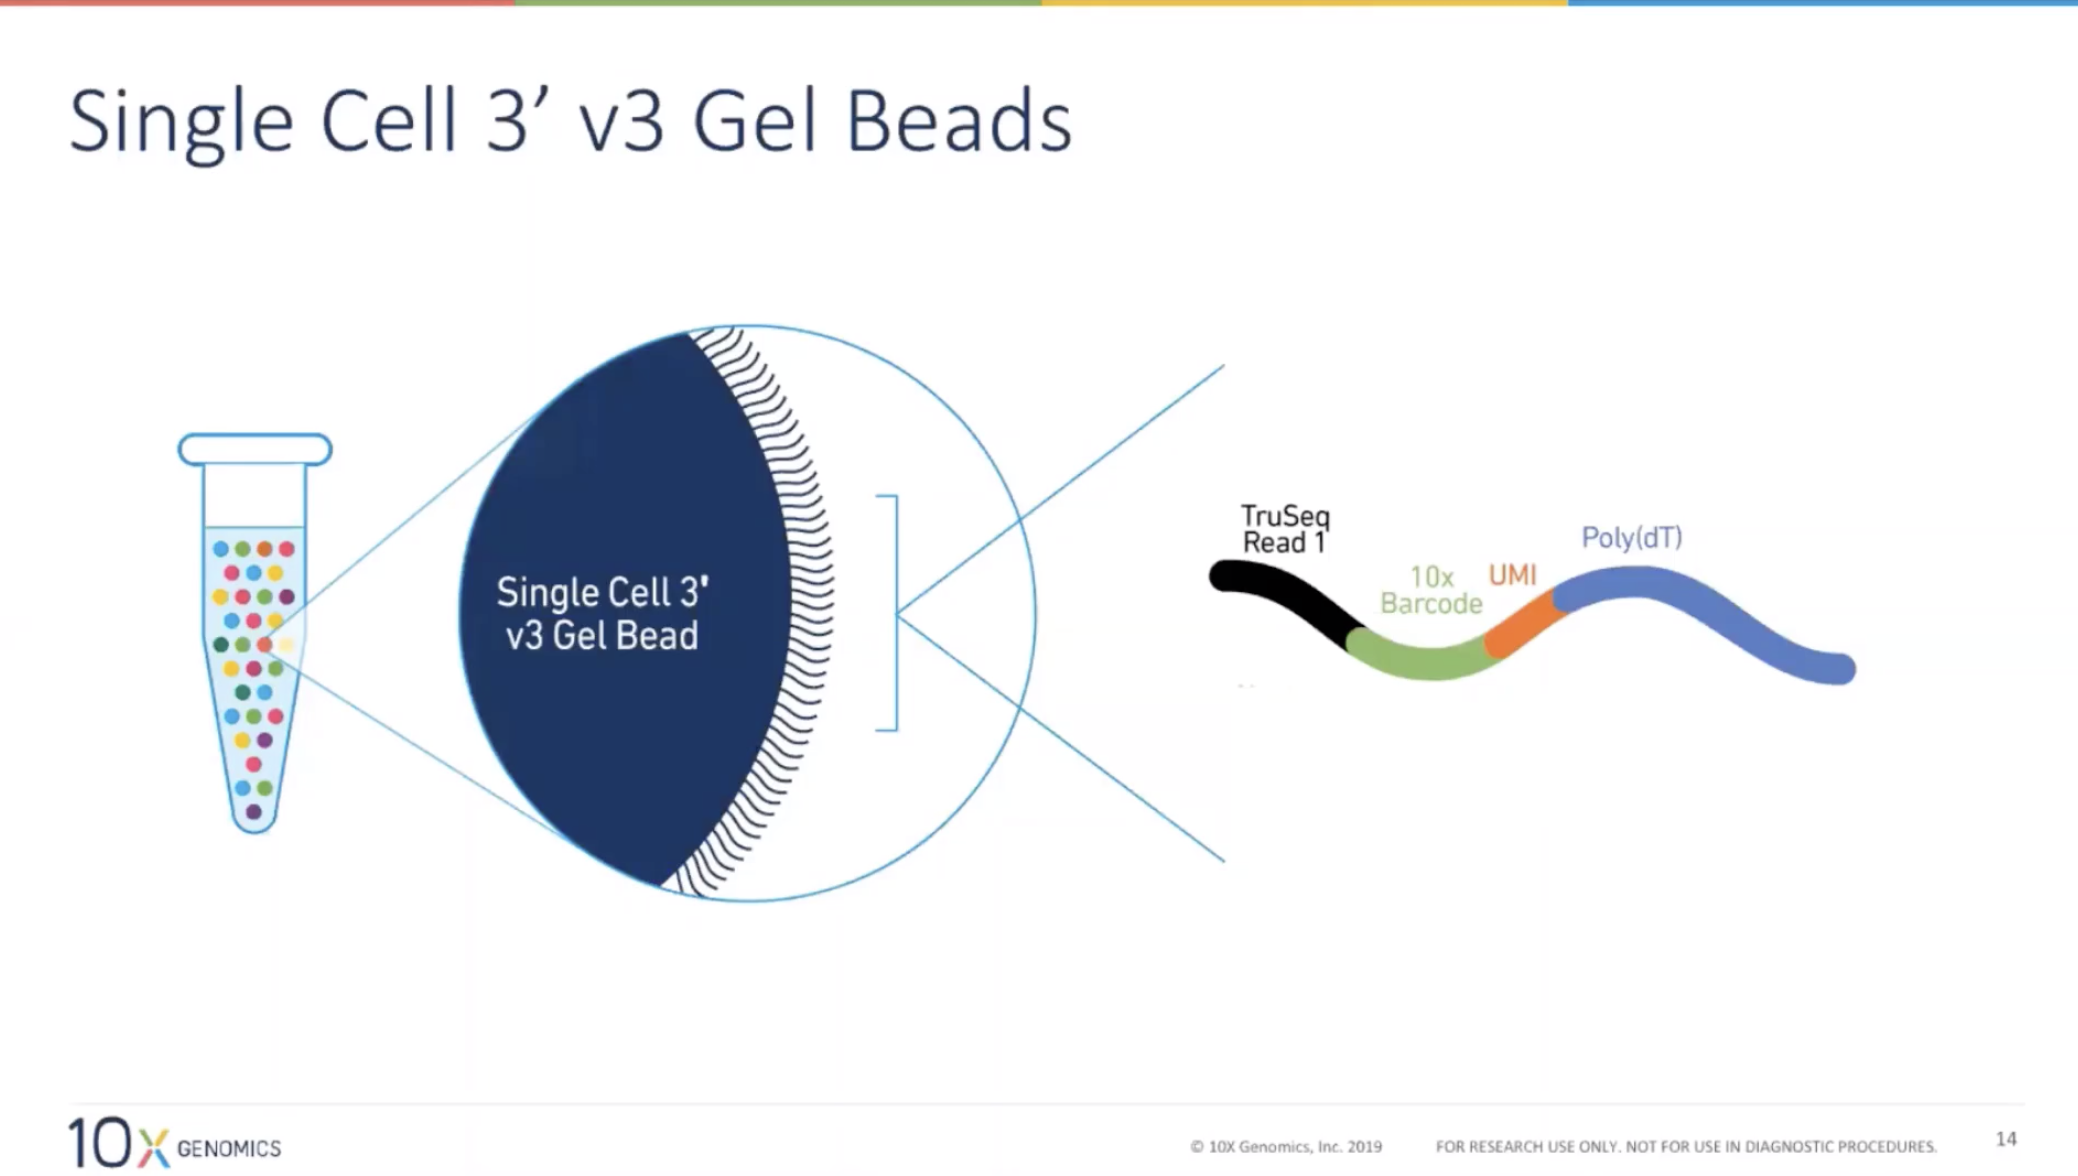 Single Cell 3’ v3 Gel Beads
Single Cell 3'
v3 Gel Bead
TruSeq
Read 1
10x
Barcode
UMI
Poly(dT)
10X GENOMICS
© 10X Genomics, Inc. 2019
FOR RESEARCH USE ONLY. NOT FOR USE IN DIAGNOSTIC PROCEDURES.
14